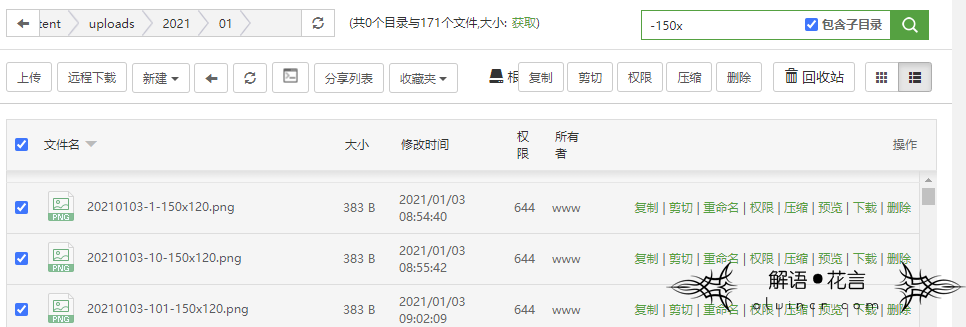 tent uploads 2021 01 (共0个目录与171个文件,大小: 获取) -150x 包含子目录
上传 远程下载 新建 分享列表 收藏夹 根 复制 剪切 权限 压缩 删除 回收站
文件名 大小 修改时间 权限 所有者 操作
PNG 20210103-1-150x120.png 383 B 2021/01/03 08:54:40 644 www 复制 | 剪切 | 重命名 | 权限 | 压缩 | 预览 | 下载 | 删除
PNG 20210103-10-150x120.png 383 B 2021/01/03 08:55:42 644 www 复制 | 剪切 | 重命名 | 权限 | 压缩 | 预览 | 下载 | 删除
解语●花言
PNG 20210103-101-150x120.png 383 B 2021/01/03 09:02:09 644 www 复制 | 剪切 | 重命名 | 权限 | 压缩 | 预览 | 下载 | 删除